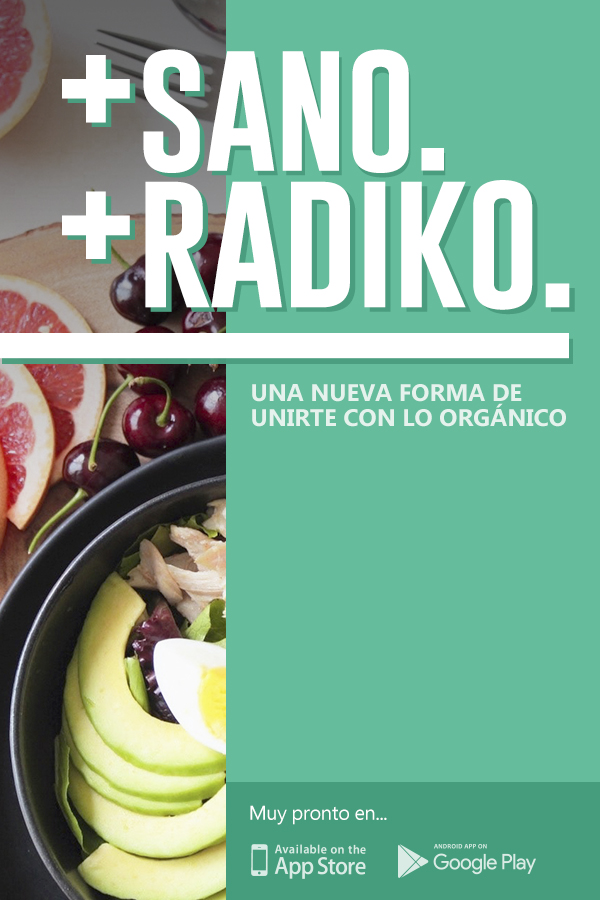 +SANO.
+RADIKO.
UNA NUEVA FORMA DE
UNIRTE CON LO ORGÁNICO
Muy pronto en...
Available on the
App Store
ANDROID APP ON
Google Play